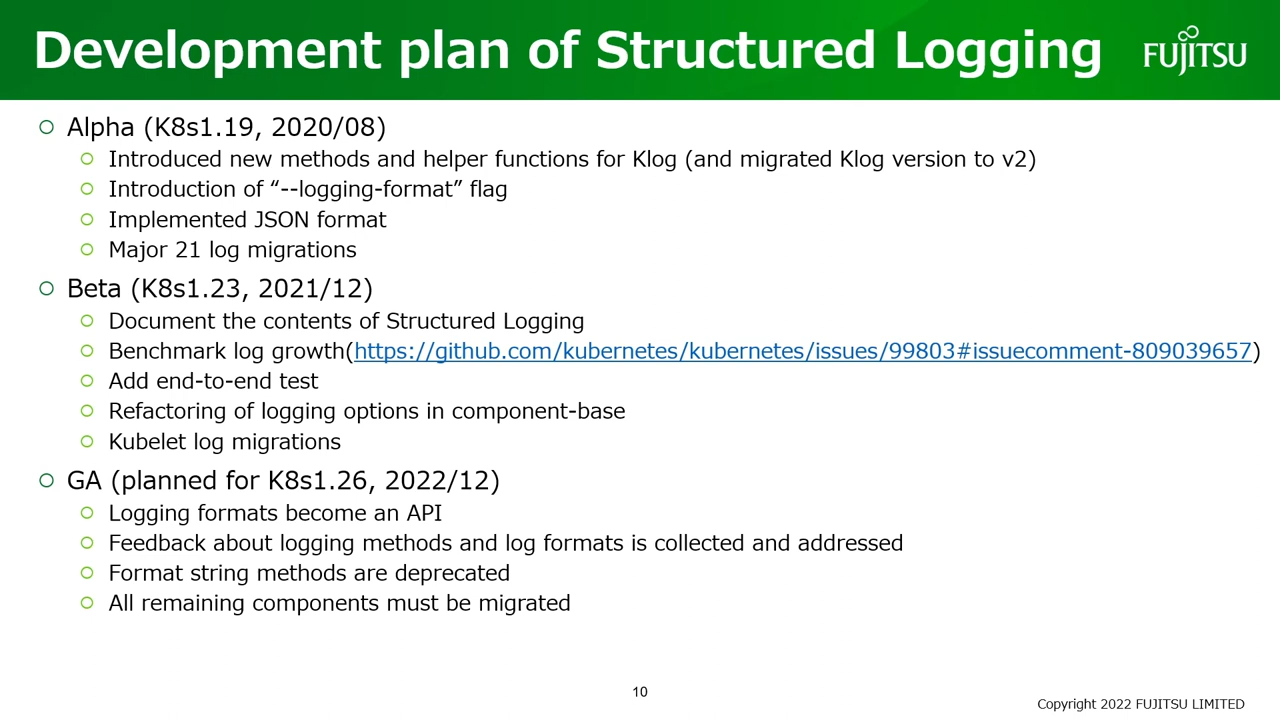 Development plan of Structured Logging
FUJITSU
Alpha (K8s1.19, 2020/08)
Introduced new methods and helper functions for Klog (and migrated Klog version to v2)
Introduction of “--logging-format” flag
Implemented JSON format
Major 21 log migrations
Beta (K8s1.23, 2021/12)
Document the contents of Structured Logging
Benchmark log growth(https://github.com/kubernetes/kubernetes/issues/99803#issuecomment-809039657)
Add end-to-end test
Refactoring of logging options in component-base
Kubelet log migrations
GA (planned for K8s1.26, 2022/12)
Logging formats become an API
Feedback about logging methods and log formats is collected and addressed
Format string methods are deprecated
All remaining components must be migrated
10
Copyright 2022 FUJITSU LIMITED